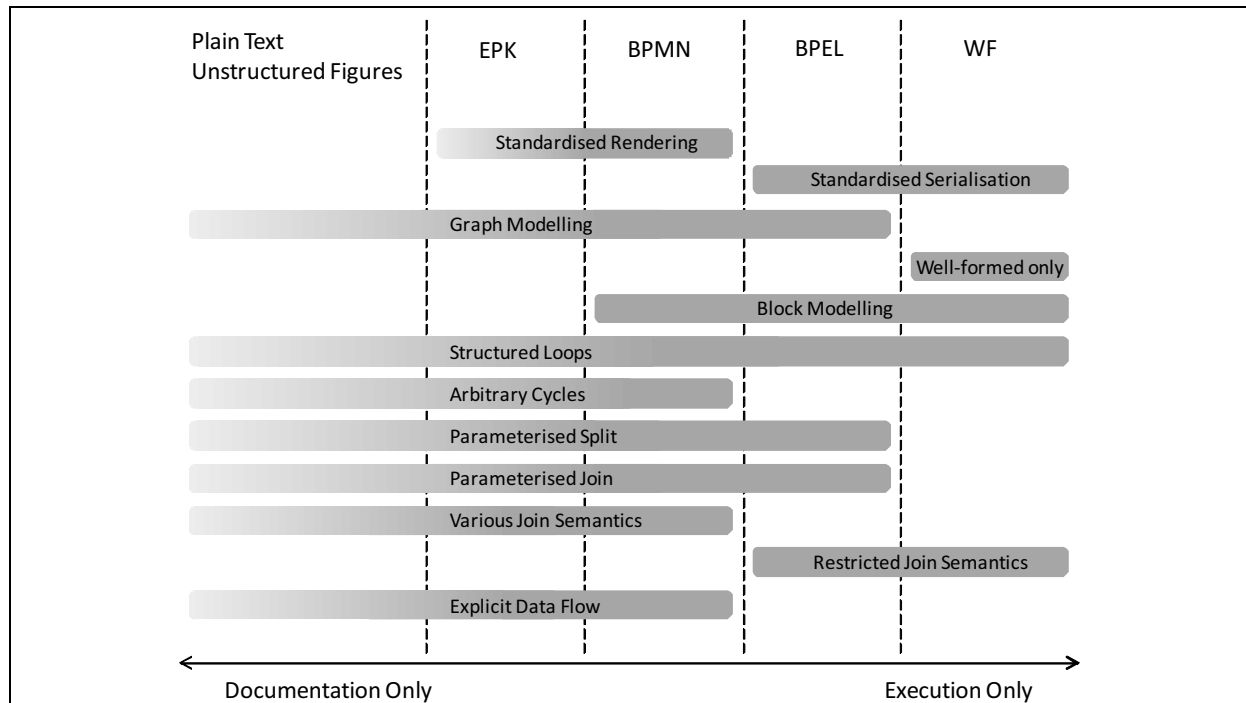 Plain Text
Unstructured Figures
EPK
BPMN
BPEL
WF
Standardised Rendering
Standardised Serialisation
Graph Modelling
Well-formed only
Block Modelling
Structured Loops
Arbitrary Cycles
Parameterised Split
Parameterised Join
Various Join Semantics
Restricted Join Semantics
Explicit Data Flow
Documentation Only
Execution Only